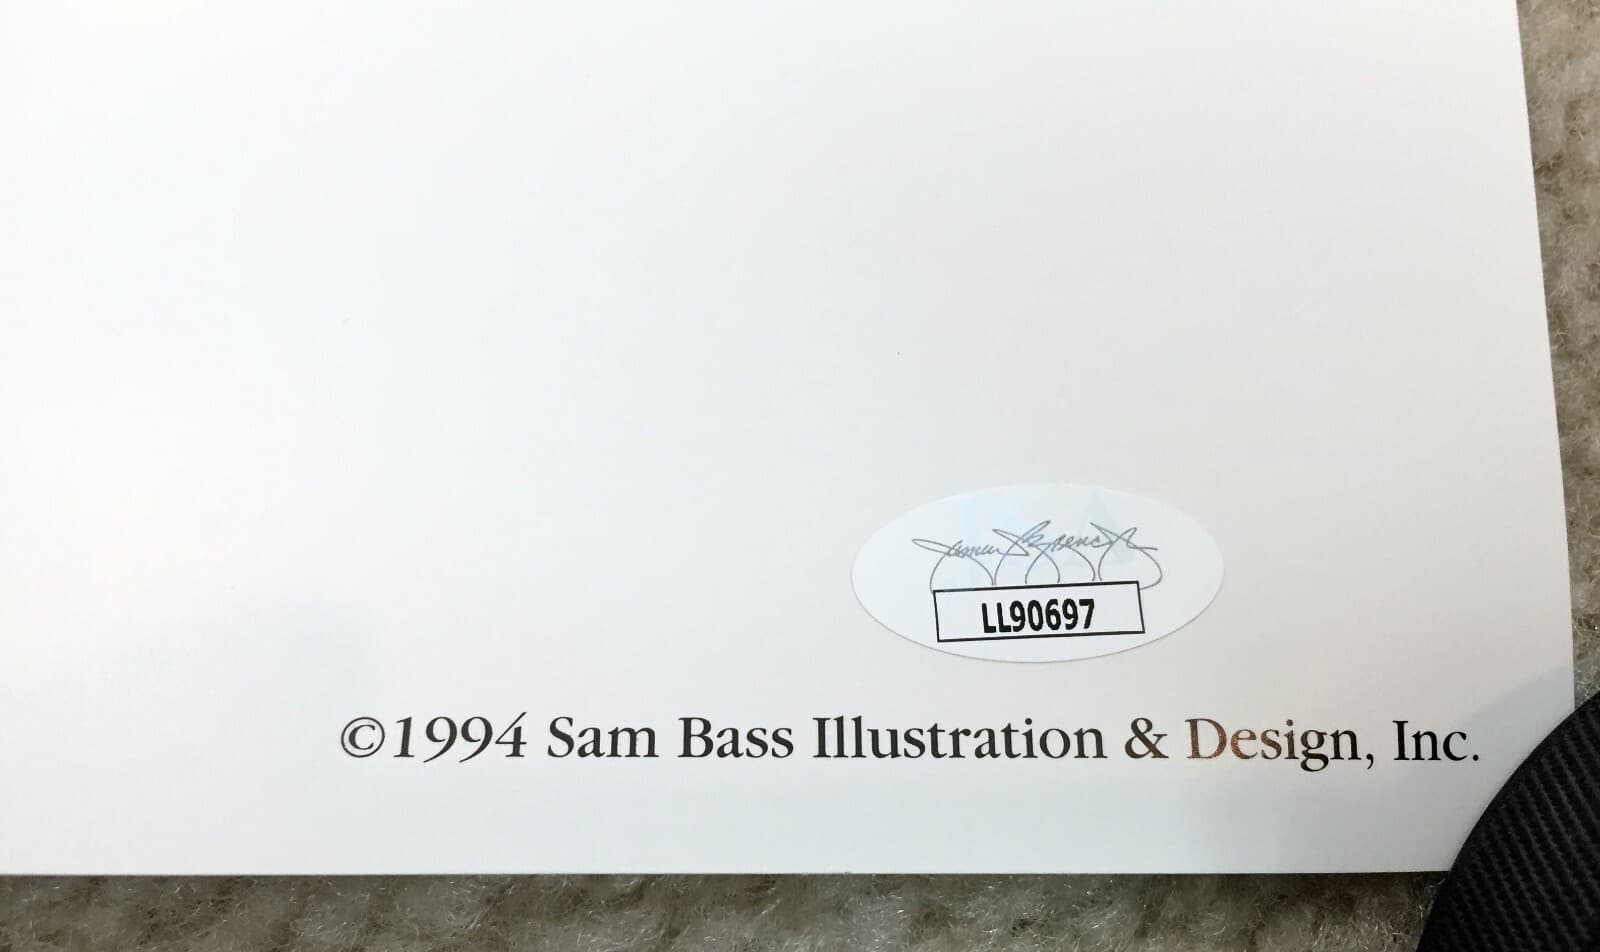 LL90697
©1994 Sam Bass Illustration & Design, Inc.